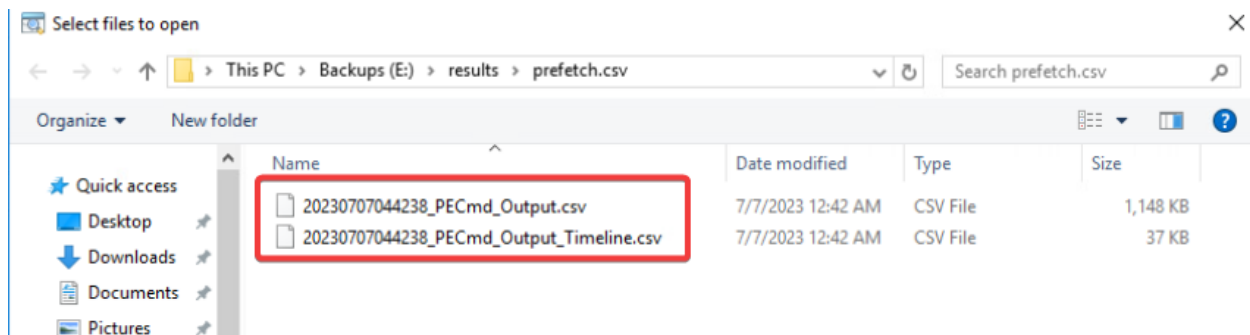 Select files to open
This PC > Backups (E:) > results > prefetch.csv Search prefetch.csv
Organize New folder
Name Date modified Type Size
Quick access
20230707044238_PECmd_Output.csv 7/7/2023 12:42 AM CSV File 1,148 KB
Desktop
20230707044238_PECmd_Output_Timeline.csv 7/7/2023 12:42 AM CSV File 37 KB
Downloads
Documents
Pictures